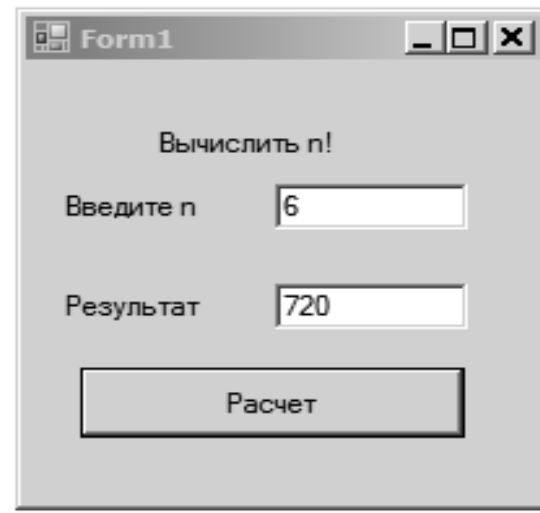 Form1
Вычислить n!
Введите n 6
Результат 720
Расчет